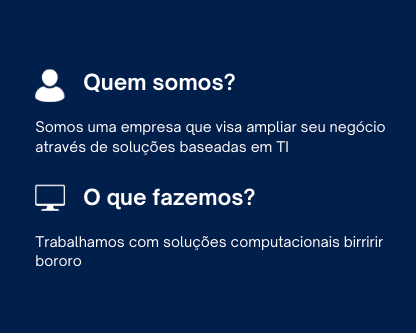 Quem somos?
Somos uma empresa que visa ampliar seu negócio
através de soluções baseadas em TI
O que fazemos?
Trabalhamos com soluções computacionais birririr
bororo